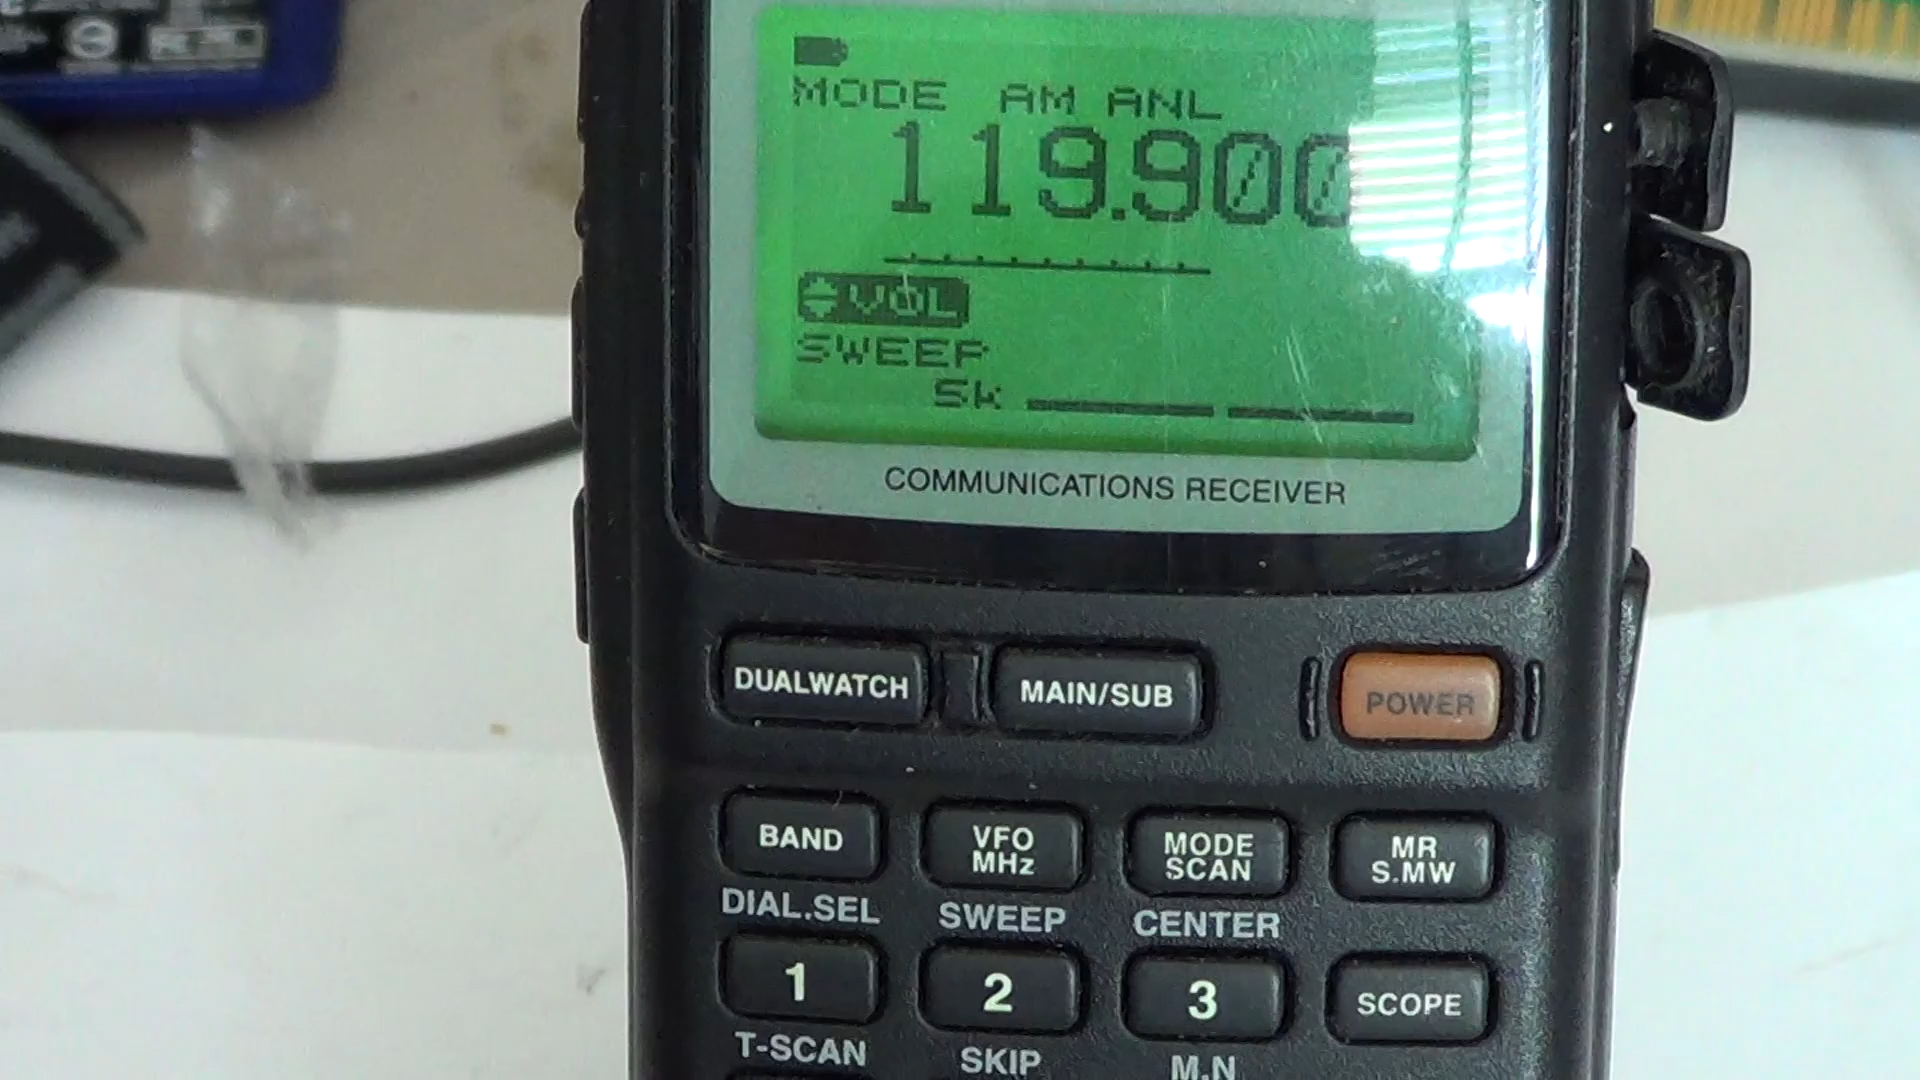 MODE AM ANL
119.900
VOL
SWEEP
5k
COMMUNICATIONS RECEIVER
DUALWATCH MAIN/SUB POWER
BAND VFO MHz MODE SCAN MR S.MW
DIAL.SEL SWEEP CENTER
1 2 3 SCOPE
T-SCAN SKIP M.N